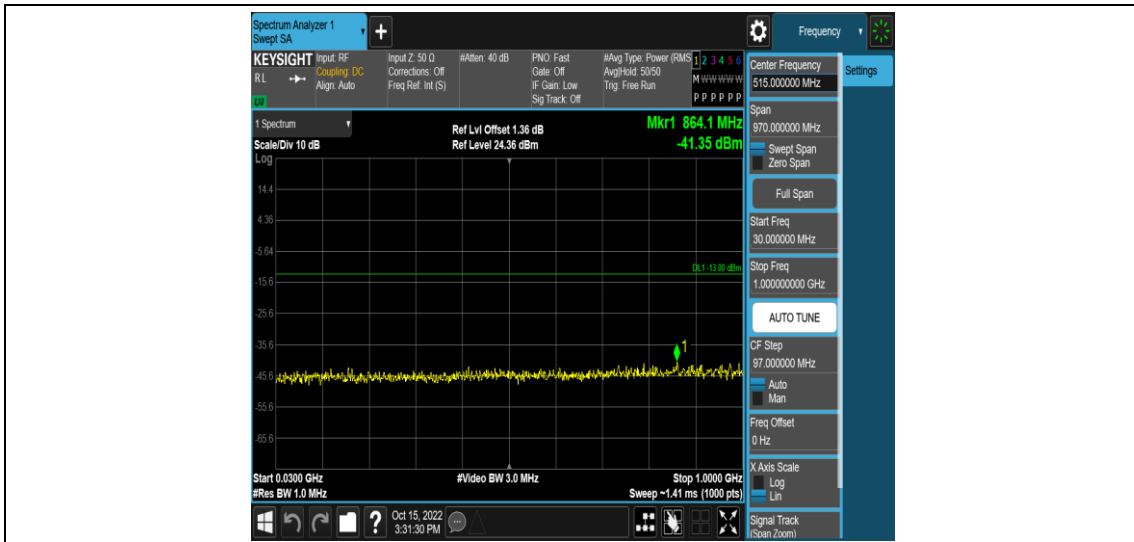 Spectrum Analyzer 1
Swept SA
+
Frequency
KEYSIGHT
RL
LM
Input: RF
Coupling: DC
Align: Auto
Input Z: 50 Ω
Corrections: Off
Freq Ref: Int (S)
#Atten: 40 dB
PNO: Fast
Gate: Off
IF Gain: Low
Sig Track: Off
#Avg Type: Power (RMS
Avg|Hold: 50/50
Trig: Free Run
1 2 3 4 5 6
M W W W W W
P P P P P P
1 Spectrum
Scale/Div 10 dB
Ref Lvl Offset 1.36 dB
Ref Level 24.36 dBm
Mkr1 864.1 MHz
-41.35 dBm
Log
14.4
4.36
-5.64
DL1 -13.00 dBm
-15.6
-25.6
-35.6
1
-45.6
-55.6
-65.6
Start 0.0300 GHz
#Res BW 1.0 MHz
#Video BW 3.0 MHz
Stop 1.0000 GHz
Sweep ~1.41 ms (1000 pts)
Oct 15, 2022
3:31:30 PM
?
Center Frequency
515.000000 MHz
Settings
Span
970.000000 MHz
Swept Span
Zero Span
Full Span
Start Freq
30.000000 MHz
Stop Freq
1.000000000 GHz
AUTO TUNE
CF Step
97.000000 MHz
Auto
Man
Freq Offset
0 Hz
X Axis Scale
Log
Lin
Signal Track
(Span Zoom)